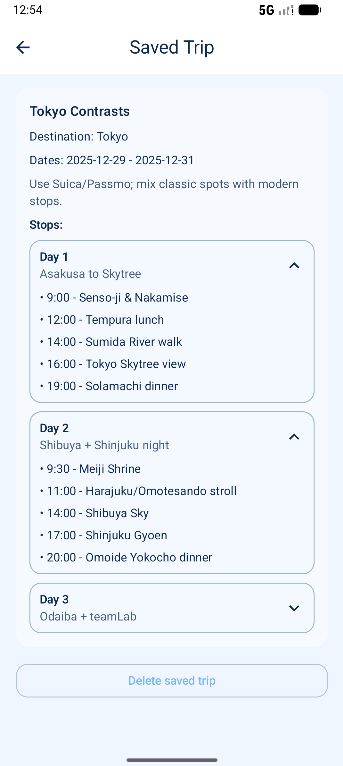 12:54
5G
Saved Trip
Tokyo Contrasts
Destination: Tokyo
Dates: 2025-12-29 - 2025-12-31
Use Suica/Passmo; mix classic spots with modern
stops.
Stops:
Day 1
Asakusa to Skytree
• 9:00 - Senso-ji & Nakamise
• 12:00 - Tempura lunch
• 14:00 - Sumida River walk
• 16:00 - Tokyo Skytree view
• 19:00 - Solamachi dinner
Day 2
Shibuya + Shinjuku night
• 9:30 - Meiji Shrine
• 11:00 - Harajuku/Omotesando stroll
• 14:00 - Shibuya Sky
• 17:00 - Shinjuku Gyoen
• 20:00 - Omoide Yokocho dinner
Day 3
Odaiba + teamLab
Delete saved trip